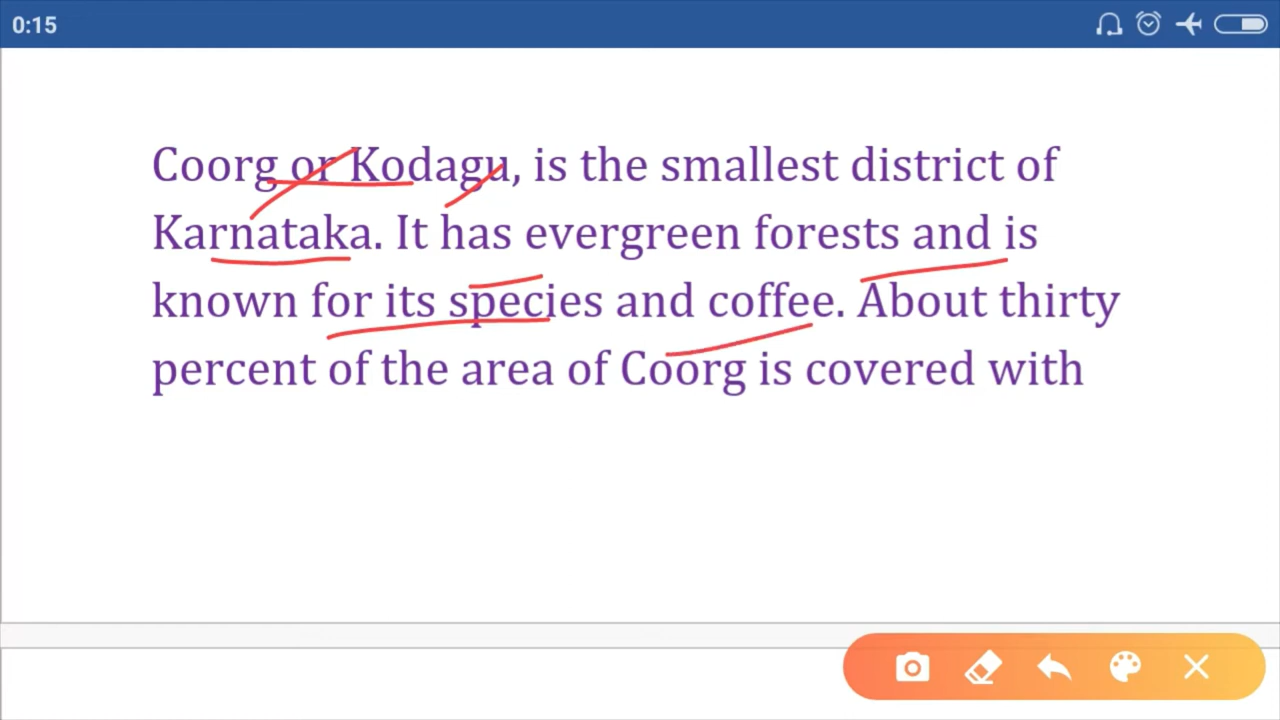 0:15
Coorg or Kodagu, is the smallest district of
Karnataka. It has evergreen forests and is
known for its species and coffee. About thirty
percent of the area of Coorg is covered with